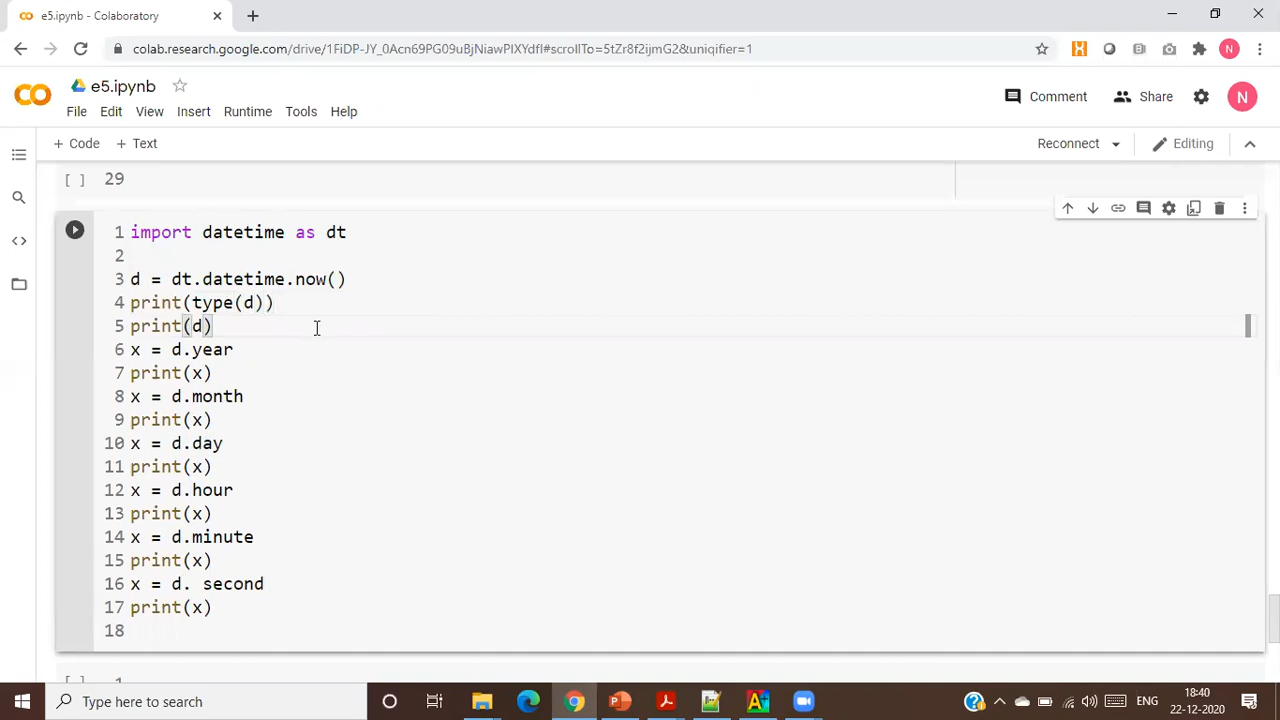 e5.ipynb - Colaboratory
colab.research.google.com/drive/1FiDP-JY_0Acn69PG09uBjNiawPIXYdfI#scrollTo=5tZr8f2ijmG2&uniqifier=1
N
e5.ipynb
Comment
Share
N
File Edit View Insert Runtime Tools Help
+ Code + Text
Reconnect
Editing
[ ] 29
1 import datetime as dt
2
3 d = dt.datetime.now()
4 print(type(d))
5 print(d)
6 x = d.year
7 print(x)
8 x = d.month
9 print(x)
10 x = d.day
11 print(x)
12 x = d.hour
13 print(x)
14 x = d.minute
15 print(x)
16 x = d. second
17 print(x)
18
Type here to search
ENG
18:40
22-12-2020